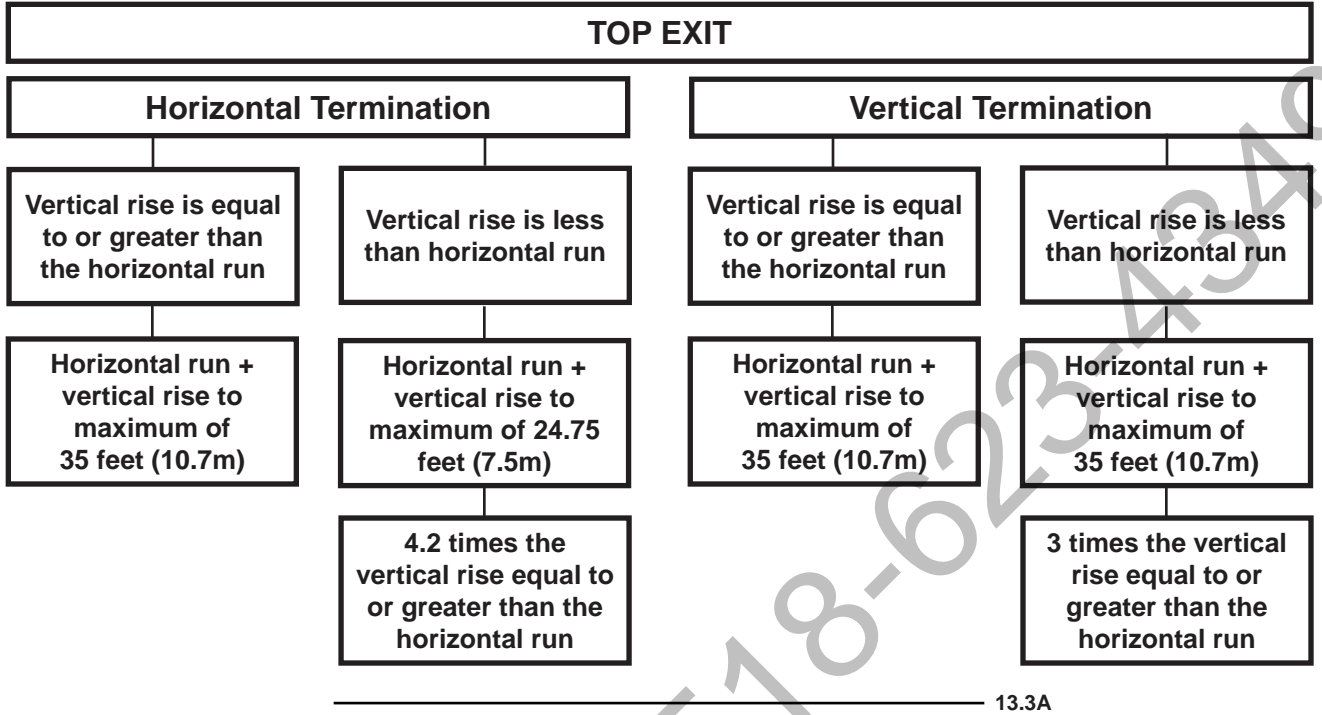 TOP EXIT
Horizontal Termination
Vertical rise is equal
to or greater than
the horizontal run
Horizontal run +
vertical rise to
maximum of
35 feet (10.7m)
Vertical rise is less
than horizontal run
Horizontal run +
vertical rise to
maximum of 24.75
feet (7.5m)
4.2 times the
vertical rise equal to
or greater than the
horizontal run
Vertical Termination
Vertical rise is equal
to or greater than
the horizontal run
Horizontal run +
vertical rise to
maximum of
35 feet (10.7m)
Vertical rise is less
than horizontal run
Horizontal run +
vertical rise to
maximum of
35 feet (10.7m)
3 times the vertical
rise equal to or
greater than the
horizontal run
13.3A
18-623-434